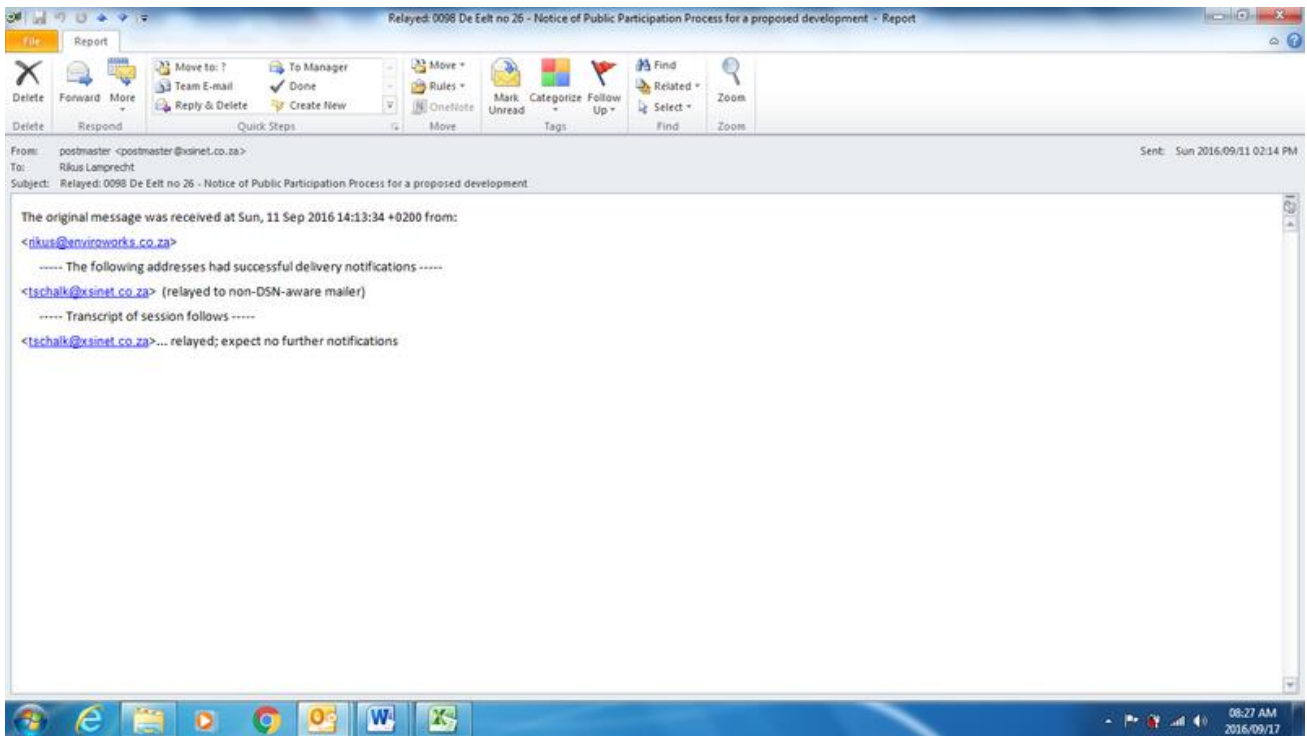 Relayed: 0098 De Eelt no 26 - Notice of Public Participation Process for a proposed development - Report
File Report
Move to: ? To Manager Move Find
Team E-mail Done Rules Related
Delete Forward More Reply & Delete Create New OneNote Mark Unread Categorize Follow Up Select Zoom
Delete Respond Quick Steps Move Tags Find Zoom
From: postmaster <postmaster@xsinet.co.za> Sent: Sun 2016/09/11 02:14 PM
To: Rikus Lamprecht
Subject: Relayed: 0098 De Eelt no 26 - Notice of Public Participation Process for a proposed development
The original message was received at Sun, 11 Sep 2016 14:13:34 +0200 from:
<rikus@enviroworks.co.za>
----- The following addresses had successful delivery notifications -----
<tschalk@xsinet.co.za> (relayed to non-DSN-aware mailer)
----- Transcript of session follows -----
<tschalk@xsinet.co.za>... relayed; expect no further notifications
08:27 AM
2016/09/17